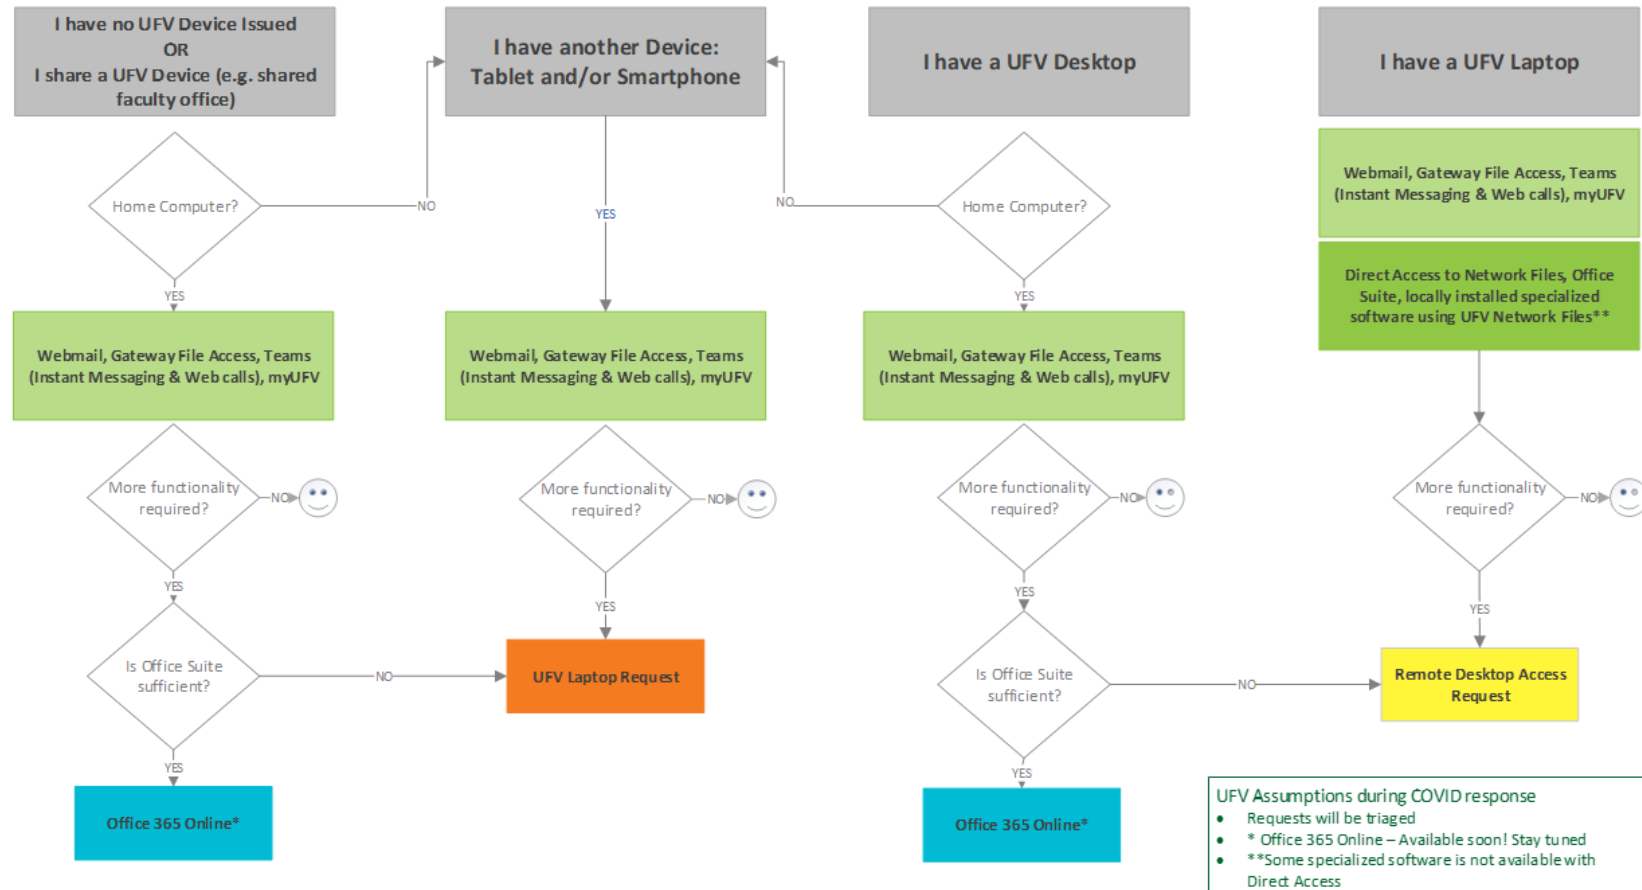 I have no UFV Device Issued
OR
I share a UFV Device (e.g. shared
faculty office)
I have another Device:
Tablet and/or Smartphone
I have a UFV Desktop
I have a UFV Laptop
Home Computer?
NO
YES
NO
Home Computer?
Webmail, Gateway File Access, Teams
(Instant Messaging & Web calls), myUFV
Direct Access to Network Files, Office
Suite, locally installed specialized
software using UFV Network Files**
YES
YES
Webmail, Gateway File Access, Teams
(Instant Messaging & Web calls), myUFV
Webmail, Gateway File Access, Teams
(Instant Messaging & Web calls), myUFV
Webmail, Gateway File Access, Teams
(Instant Messaging & Web calls), myUFV
More functionality
required?
NO
More functionality
required?
NO
More functionality
required?
NO
More functionality
required?
NO
YES
YES
YES
YES
Is Office Suite
sufficient?
NO
UFV Laptop Request
Is Office Suite
sufficient?
NO
Remote Desktop Access
Request
YES
YES
Office 365 Online*
Office 365 Online*
UFV Assumptions during COVID response
• Requests will be triaged
• * Office 365 Online – Available soon! Stay tuned
• **Some specialized software is not available with
Direct Access